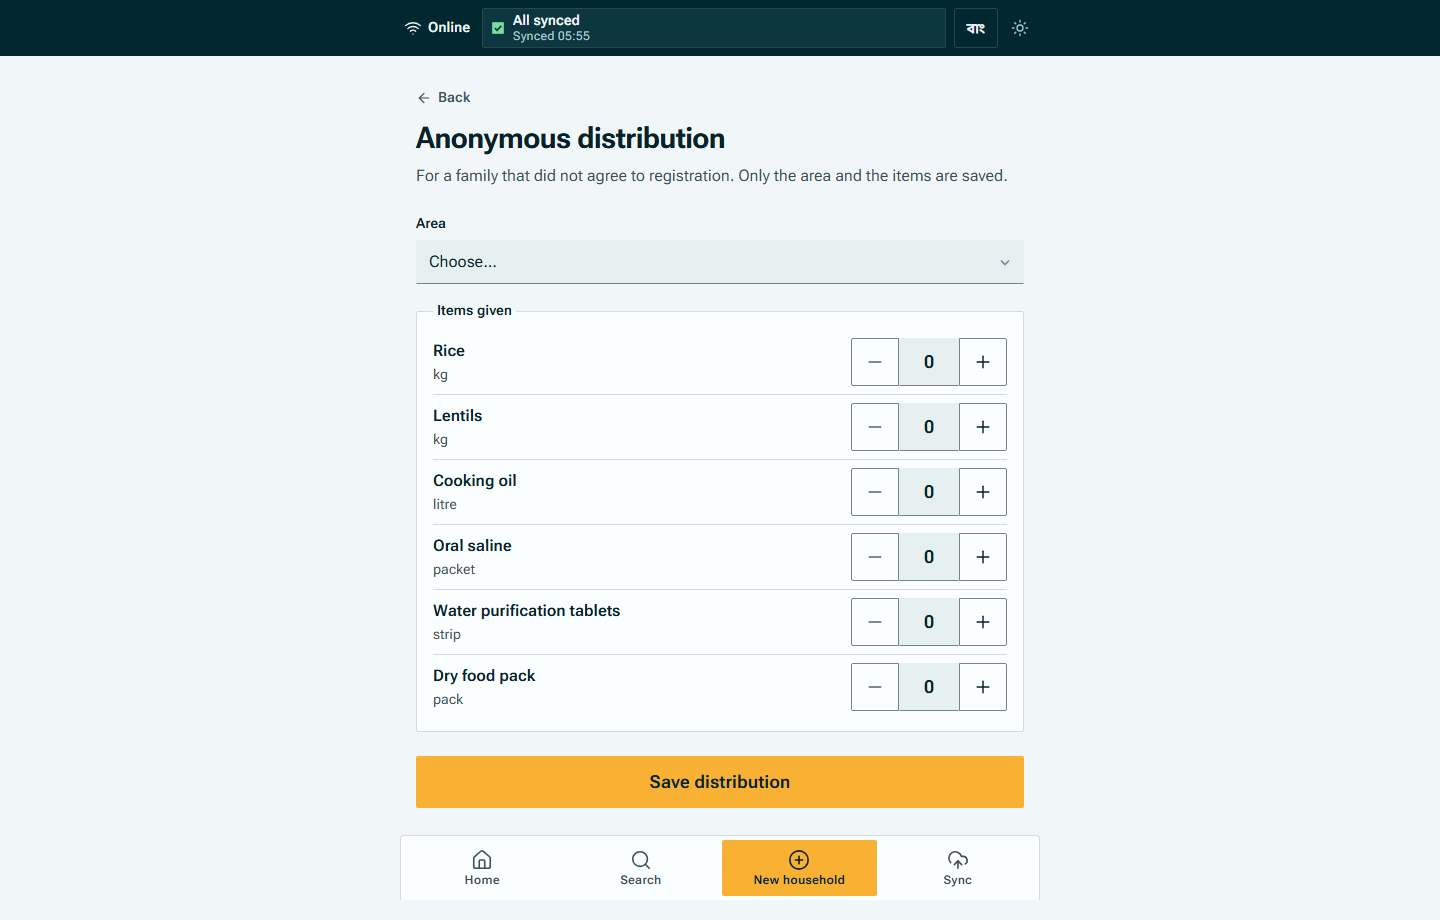 Online
All synced
Synced 05:55
বাং
Back
Anonymous distribution
For a family that did not agree to registration. Only the area and the items are saved.
Area
Choose...
Items given
Rice
kg
0
Lentils
kg
0
Cooking oil
litre
0
Oral saline
packet
0
Water purification tablets
strip
0
Dry food pack
pack
0
Save distribution
Home
Search
New household
Sync